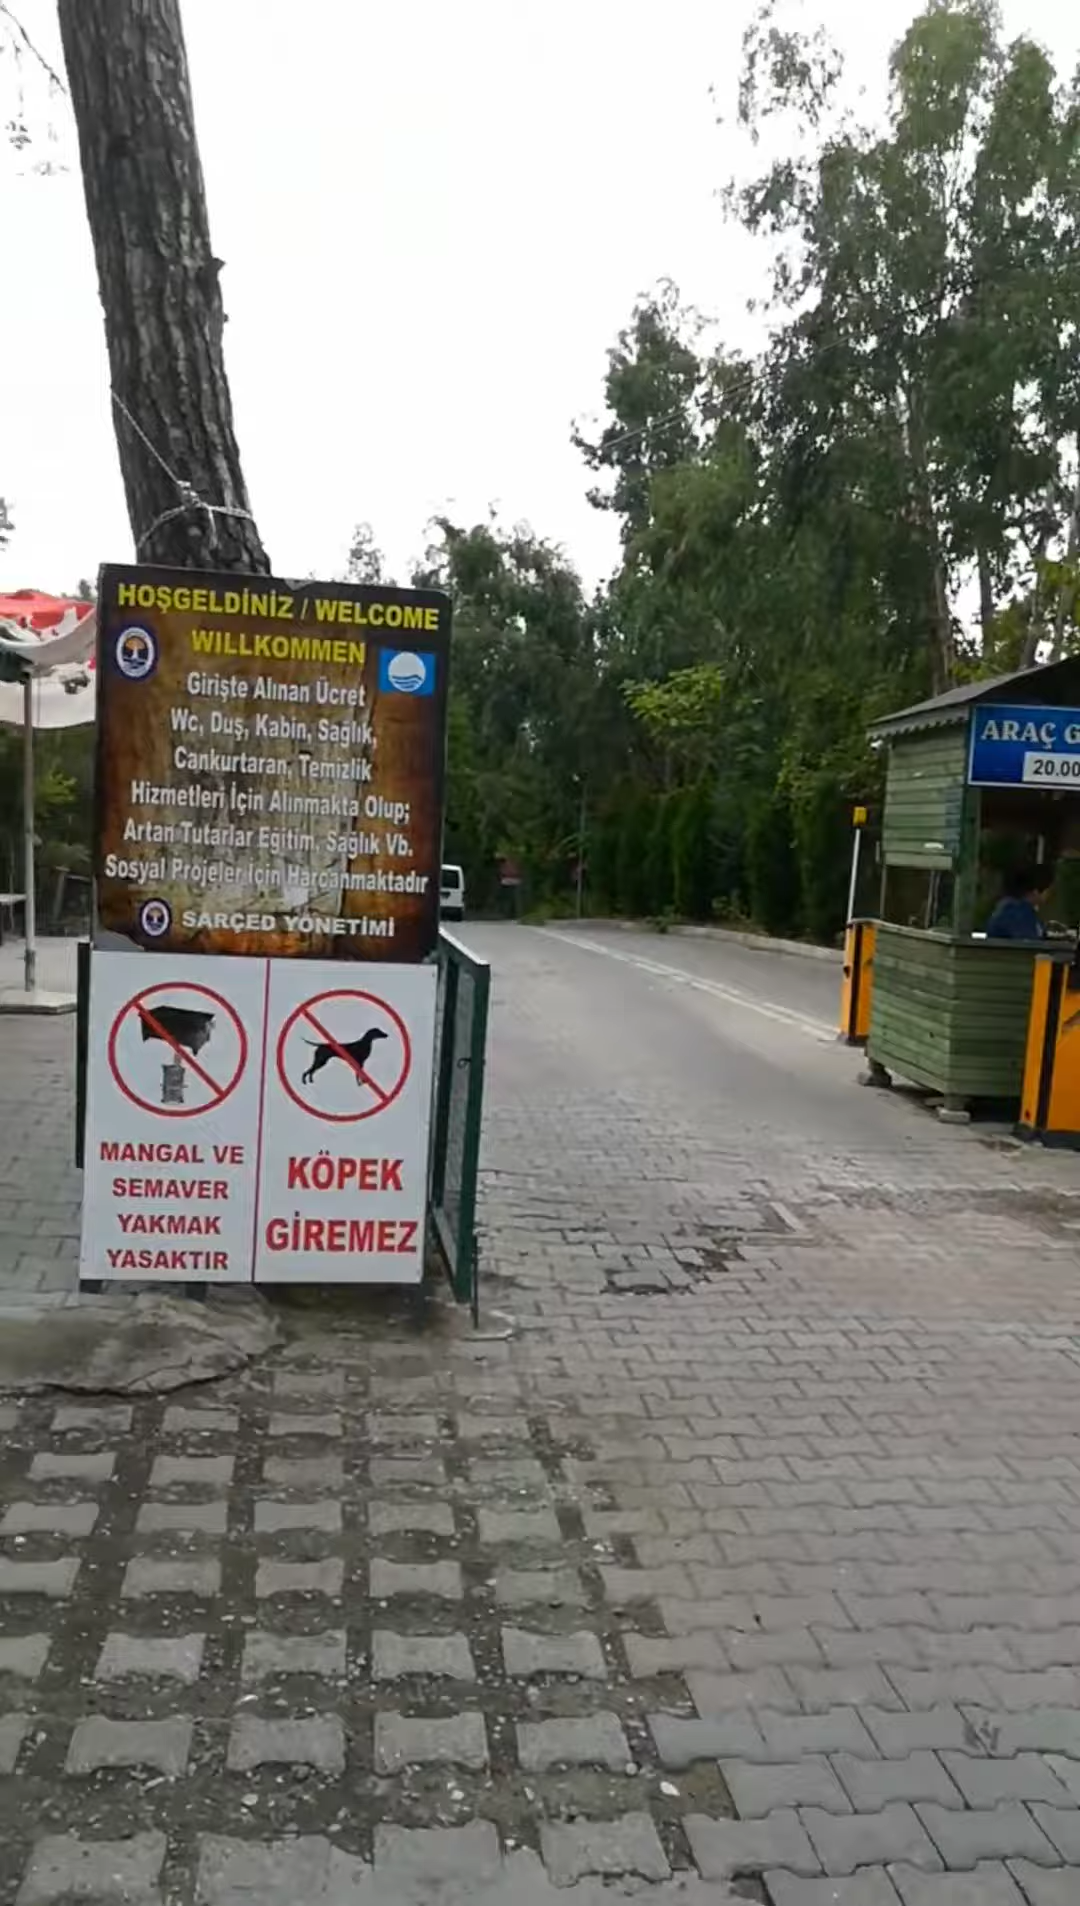 HOŞGELDİNİZ / WELCOME
WILLKOMMEN
Girişte Alınan Ücret
Wc, Duş, Kabin, Sağlık,
Cankurtaran, Temizlik
Hizmetleri İçin Alınmakta Olup;
Artan Tutarlar Eğitim, Sağlık Vb.
Sosyal Projeler İçin Harcanmaktadır
SARÇED YÖNETİMİ
MANGAL VE
SEMAVER
YAKMAK
YASAKTIR
KÖPEK
GİREMEZ
ARAÇ G
20.00